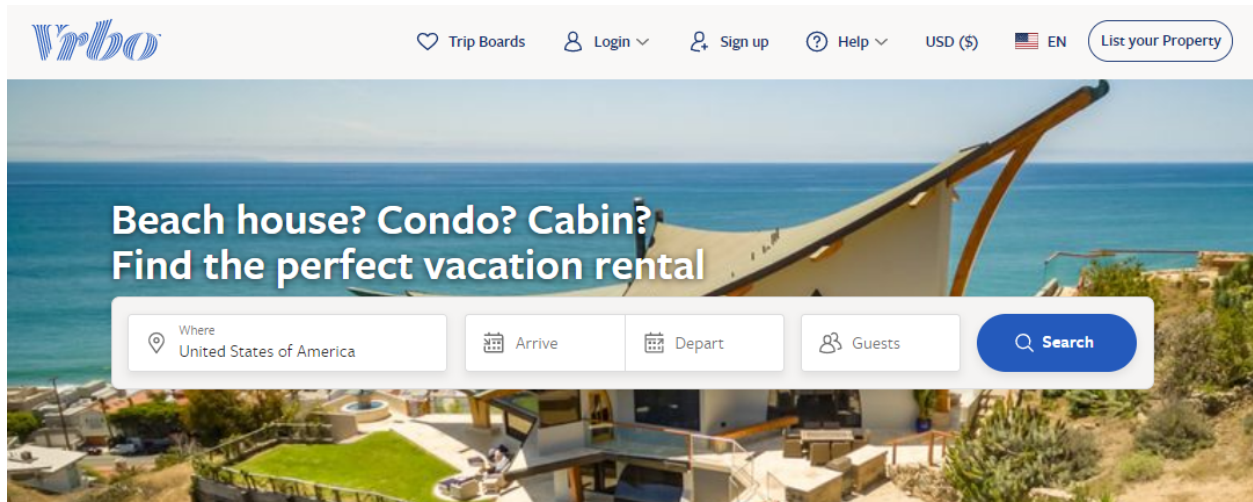 Vrbo
Trip Boards
Login
Sign up
Help
USD ($)
EN
List your Property
Beach house? Condo? Cabin?
Find the perfect vacation rental
Where
United States of America
Arrive
Depart
Guests
Search